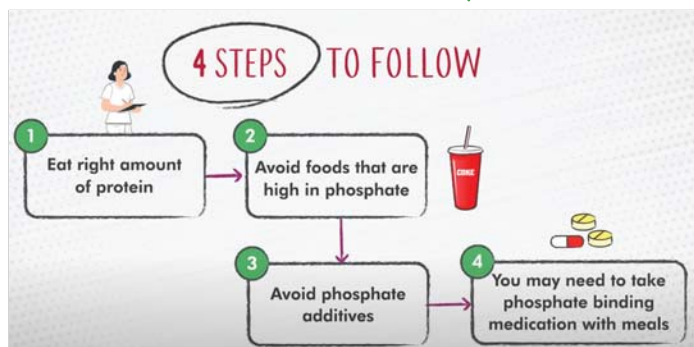 4 STEPS TO FOLLOW
1
Eat right amount
of protein
2
Avoid foods that are
high in phosphate
COKE
3
Avoid phosphate
additives
4
You may need to take
phosphate binding
medication with meals